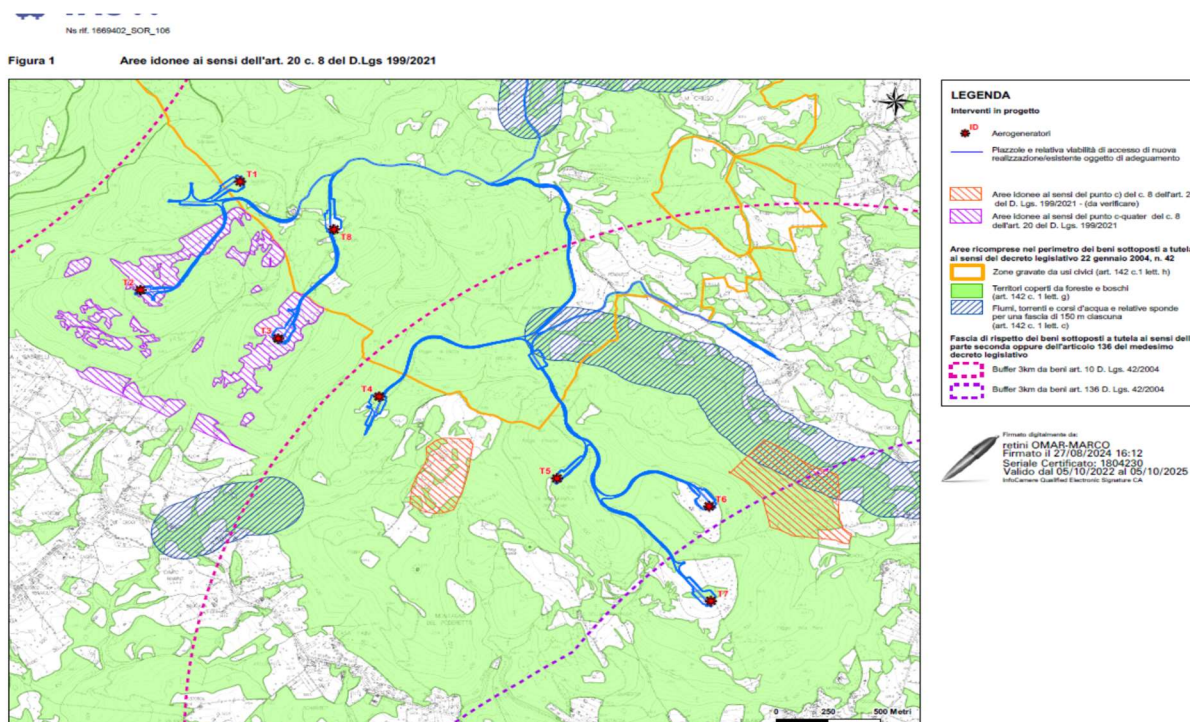 Ns rif. 1669402_SOR_106
Figura 1 Aree idonee ai sensi dell'art. 20 c. 8 del D.Lgs 199/2021
T1
T8
T2
T3
T4
T5
T6
T7
0 250 500 Metri
LEGENDA
Interventi in progetto
ID
Aerogeneratori
Piazzole e relativa viabilità di accesso di nuova
realizzazione/esistente oggetto di adeguamento
Aree idonee ai sensi del punto c) del c. 8 dell'art. 2
del D. Lgs. 199/2021 - (da verificare)
Aree idonee ai sensi del punto c-quater del c. 8
dell'art. 20 del D. Lgs. 199/2021
Aree ricomprese nel perimetro dei beni sottoposti a tutela
ai sensi del decreto legislativo 22 gennaio 2004, n. 42
Zone gravate da usi civici (art. 142 c.1 lett. h)
Territori coperti da foreste e boschi
(art. 142 c. 1 lett. g)
Fiumi, torrenti e corsi d'acqua e relative sponde
per una fascia di 150 m ciascuna
(art. 142 c. 1 lett. c)
Fascia di rispetto dei beni sottoposti a tutela ai sensi dell
parte seconda oppure dell'articolo 136 del medesimo
decreto legislativo
Buffer 3km da beni art. 10 D. Lgs. 42/2004
Buffer 3km da beni art. 136 D. Lgs. 42/2004
Firmato digitalmente da:
retini OMAR-MARCO
Firmato il 27/08/2024 16:12
Seriale Certificato: 1804230
Valido dal 05/10/2022 al 05/10/2025
InfoCamere Qualified Electronic Signature CA